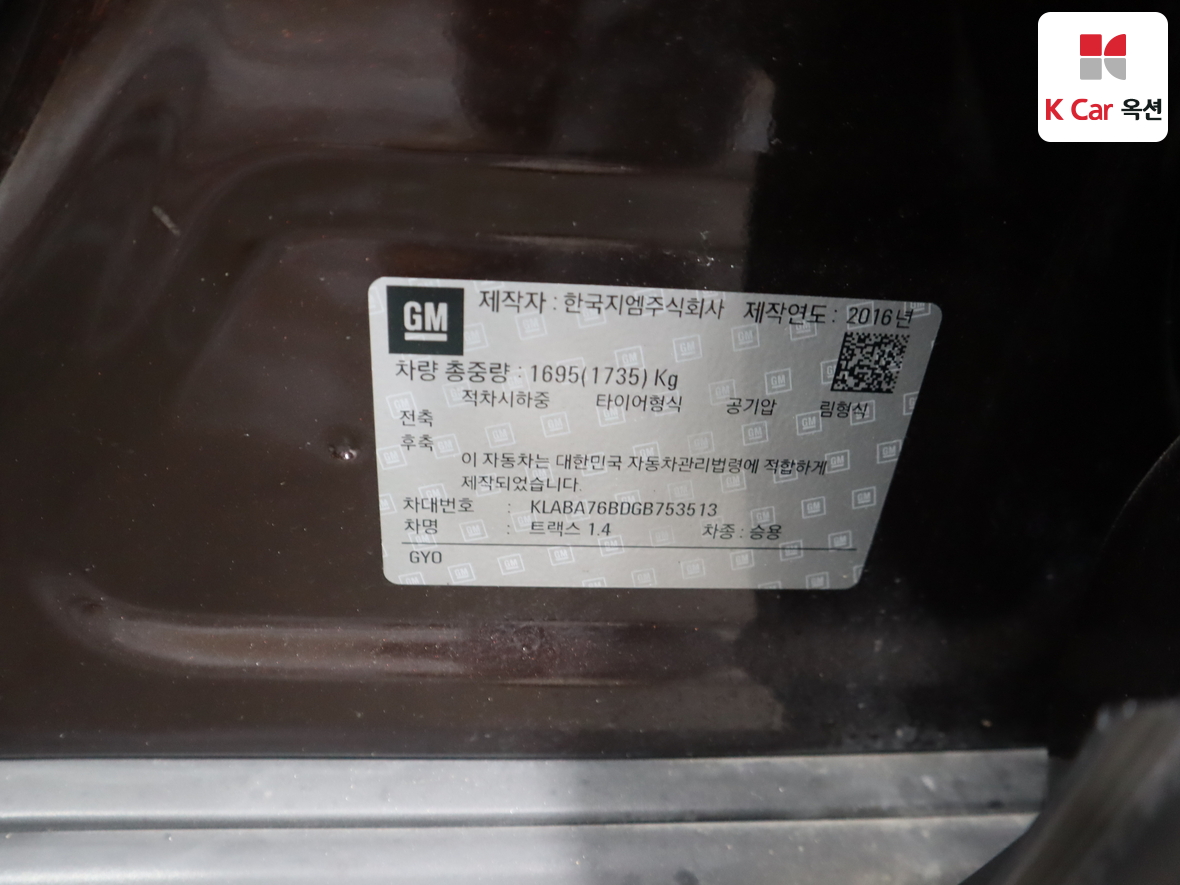 K Car 옥션
GM 제작자 : 한국지엠주식회사 제작연도 : 2016년
차량 총중량 : 1695(1735) Kg
적차시하중 타이어형식 공기압 림형식
전축
후축
이 자동차는 대한민국 자동차관리법령에 적합하게
제작되었습니다.
차대번호 : KLABA76BDGB753513
차명 : 트랙스 1.4 차종 : 승용
GYO